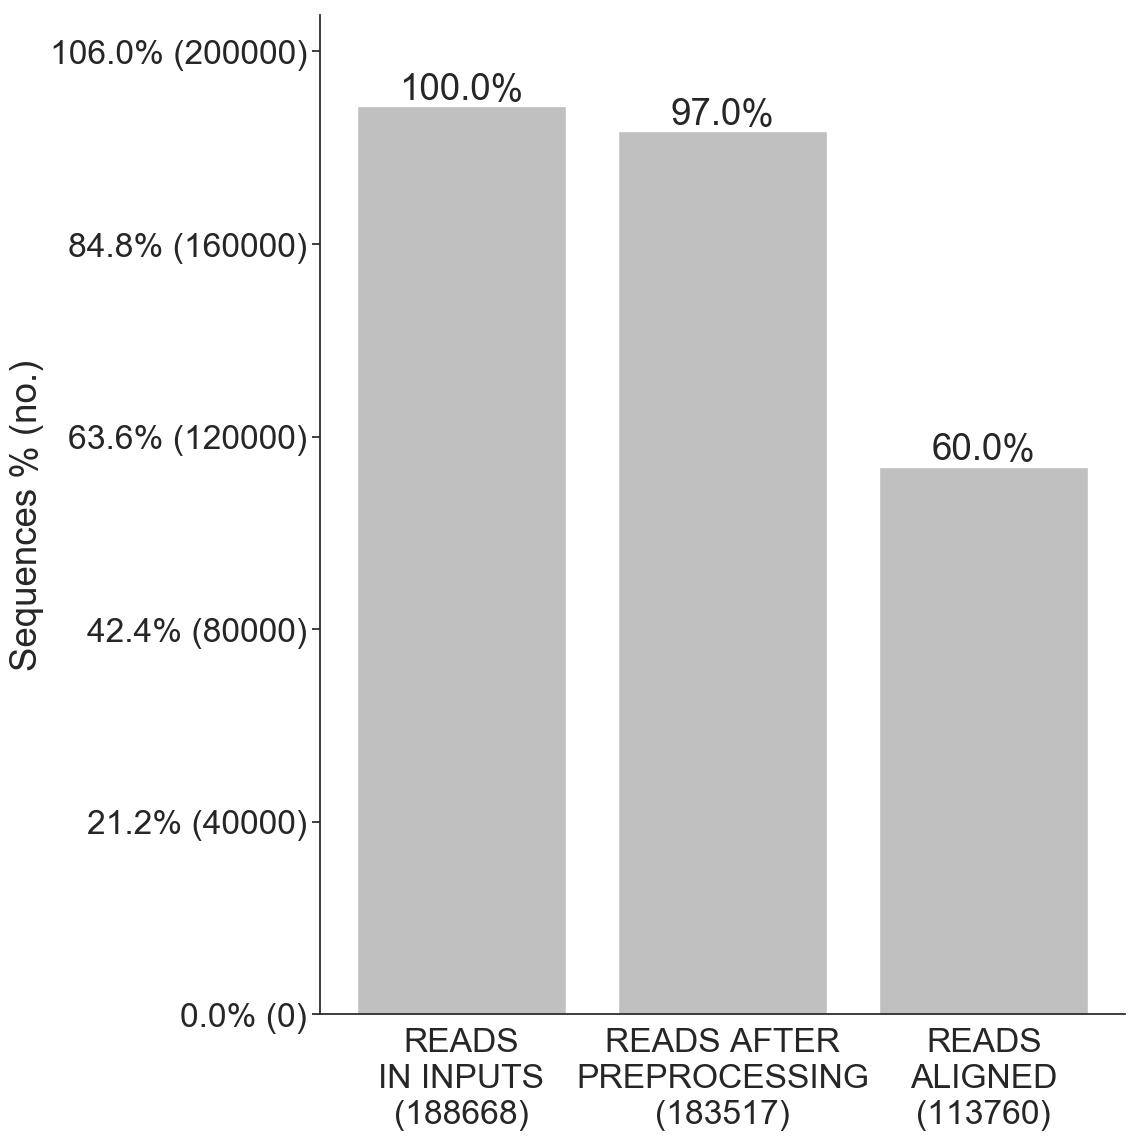 Sequences % (no.)
106.0% (200000)
84.8% (160000)
63.6% (120000)
42.4% (80000)
21.2% (40000)
0.0% (0)
100.0%
97.0%
60.0%
READS
IN INPUTS
(188668)
READS AFTER
PREPROCESSING
(183517)
READS
ALIGNED
(113760)